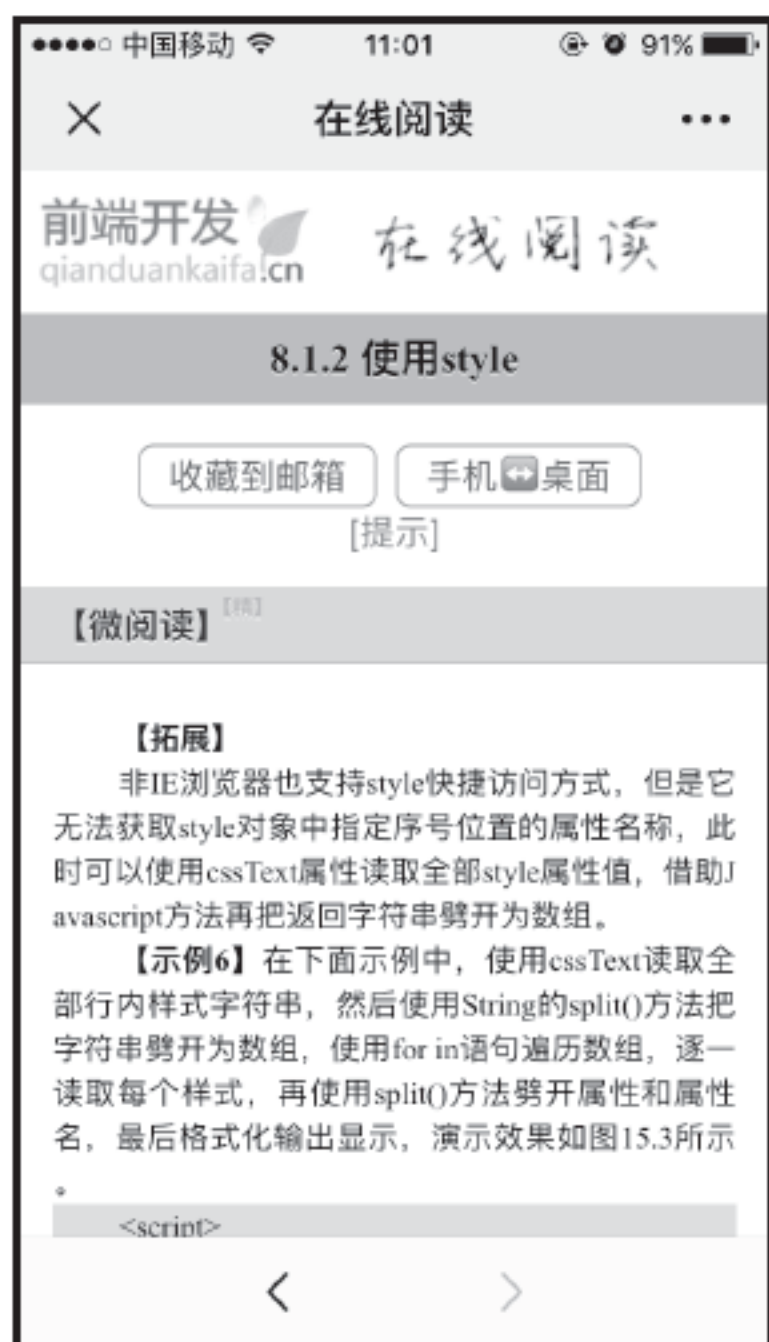 中国移动 11:01 91%
在线阅读
前端开发
qianduankaifa.cn
在线阅读
8.1.2 使用style
收藏到邮箱 手机↔桌面
[提示]
【微阅读】[精]
【拓展】
非IE浏览器也支持style快捷访问方式，但是它
无法获取style对象中指定序号位置的属性名称，此
时可以使用cssText属性读取全部style属性值，借助J
avascript方法再把返回字符串劈开为数组。
【示例6】在下面示例中，使用cssText读取全
部行内样式字符串，然后使用String的split()方法把
字符串劈开为数组，使用for in语句遍历数组，逐一
读取每个样式，再使用split()方法劈开属性和属性
名，最后格式化输出显示，演示效果如图15.3所示
。
<script>